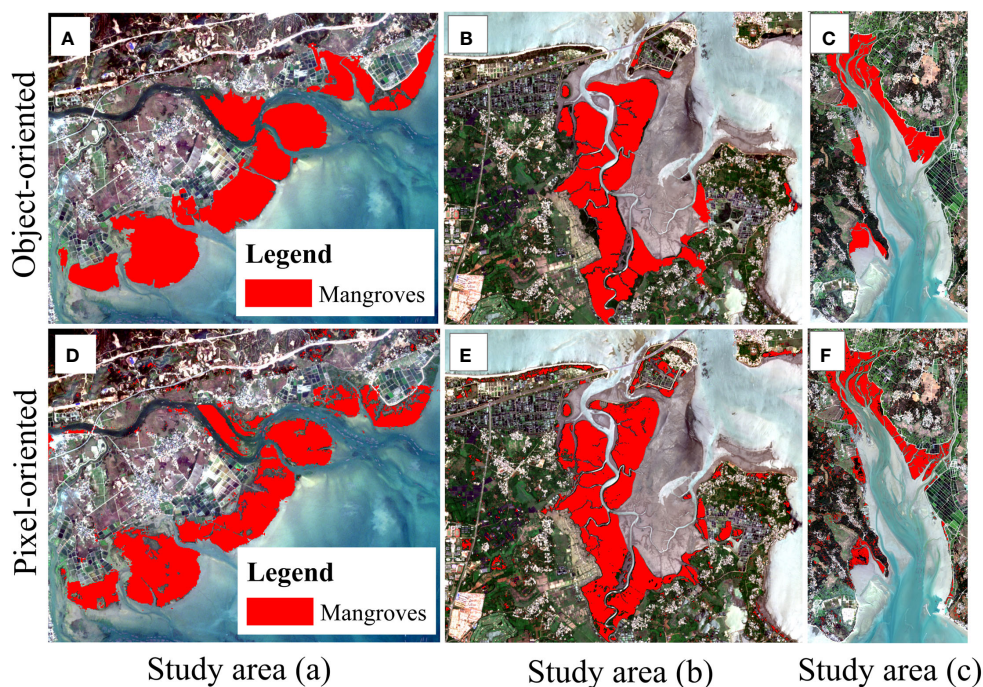 Object-oriented
A
B
C
Legend
Mangroves
Pixel-oriented
D
E
F
Legend
Mangroves
Study area (a)
Study area (b)
Study area (c)